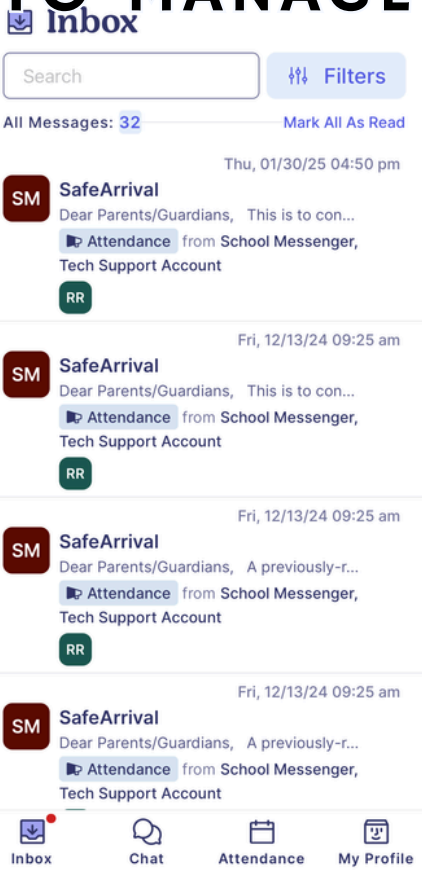 TO MANAGE
Inbox
Search
Filters
All Messages: 32
Mark All As Read
Thu, 01/30/25 04:50 pm
SM
SafeArrival
Dear Parents/Guardians, This is to con...
Attendance from School Messenger,
Tech Support Account
RR
Fri, 12/13/24 09:25 am
SM
SafeArrival
Dear Parents/Guardians, This is to con...
Attendance from School Messenger,
Tech Support Account
RR
Fri, 12/13/24 09:25 am
SM
SafeArrival
Dear Parents/Guardians, A previously-r...
Attendance from School Messenger,
Tech Support Account
RR
Fri, 12/13/24 09:25 am
SM
SafeArrival
Dear Parents/Guardians, A previously-r...
Attendance from School Messenger,
Tech Support Account
Inbox
Chat
Attendance
My Profile